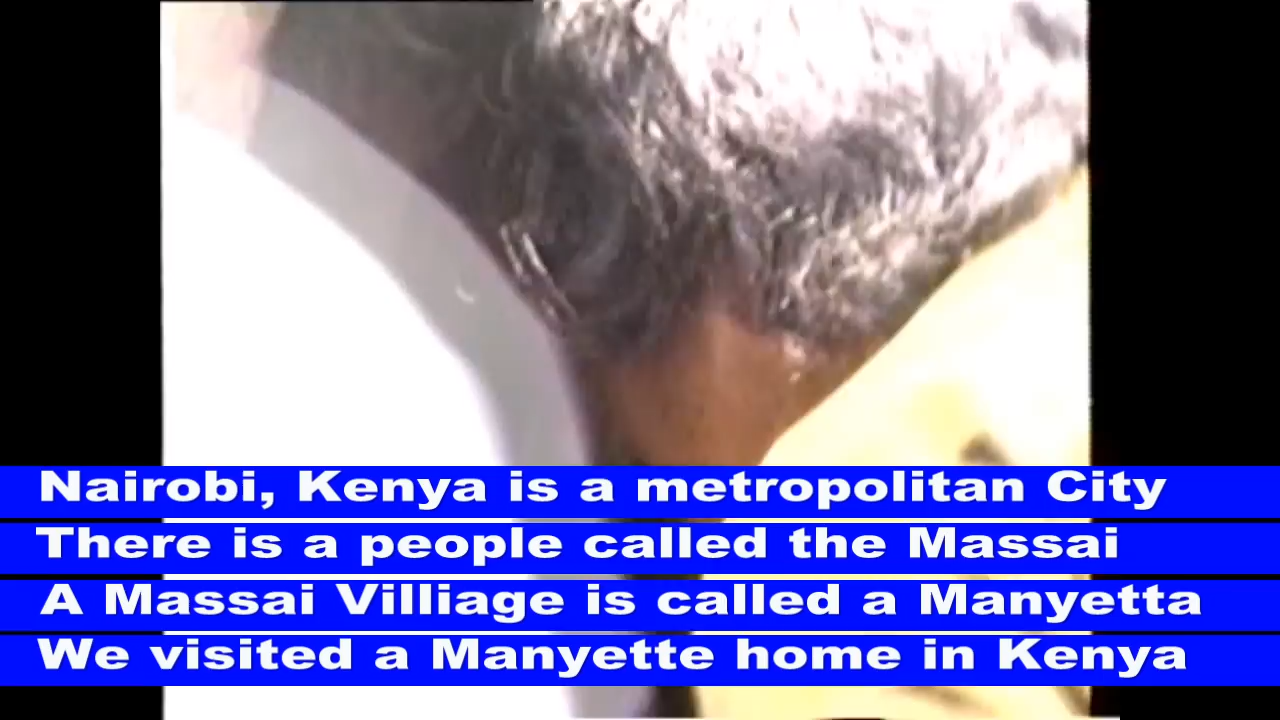 Nairobi, Kenya is a metropolitan City
There is a people called the Massai
A Massai Villiage is called a Manyetta
We visited a Manyette home in Kenya